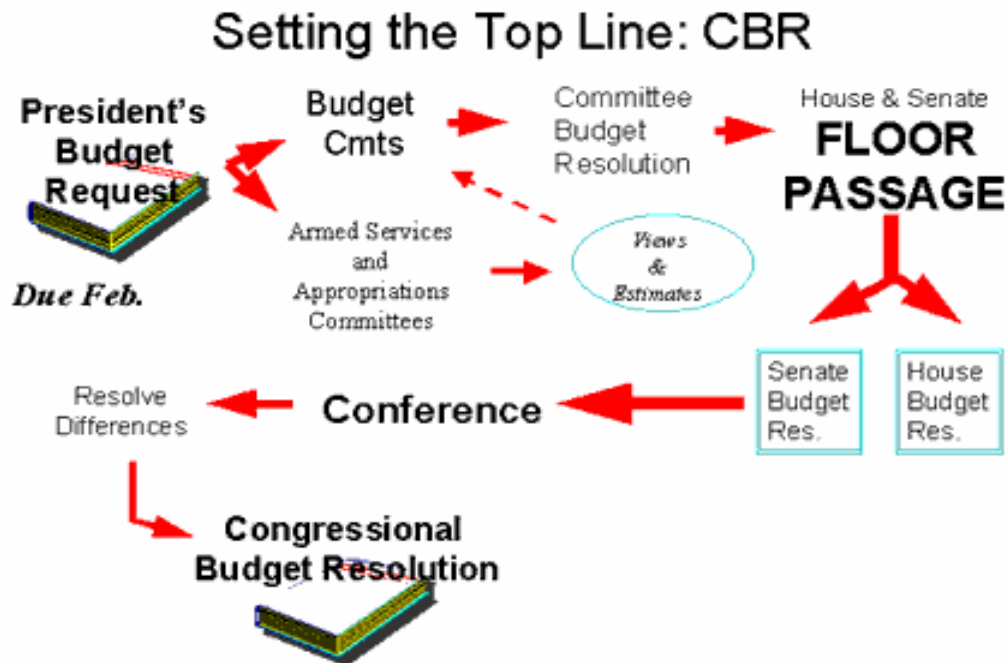 Setting the Top Line: CBR
President's
Budget
Request
Due Feb.
Budget
Cmts
Committee
Budget
Resolution
House & Senate
FLOOR
PASSAGE
Armed Services
and
Appropriations
Committees
Views
&
Estimates
Senate
Budget
Res.
House
Budget
Res.
Conference
Resolve
Differences
Congressional
Budget Resolution